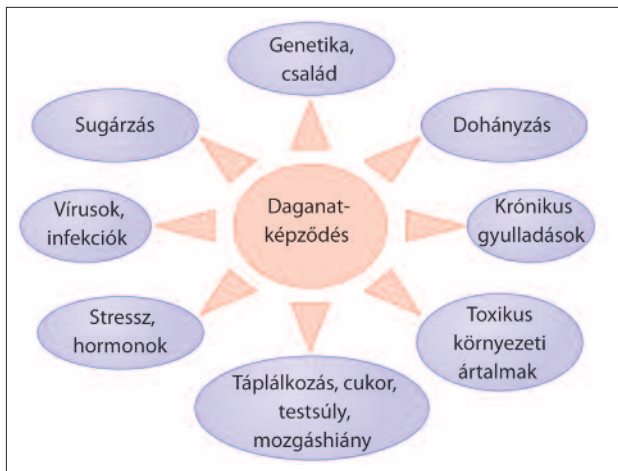 Genetika,
család
Sugárzás
Dohányzás
Vírusok,
infekciók
Daganat-
képződés
Krónikus
gyulladások
Stressz,
hormonok
Toxikus
környezeti
ártalmak
Táplálkozás, cukor,
testsúly,
mozgáshiány